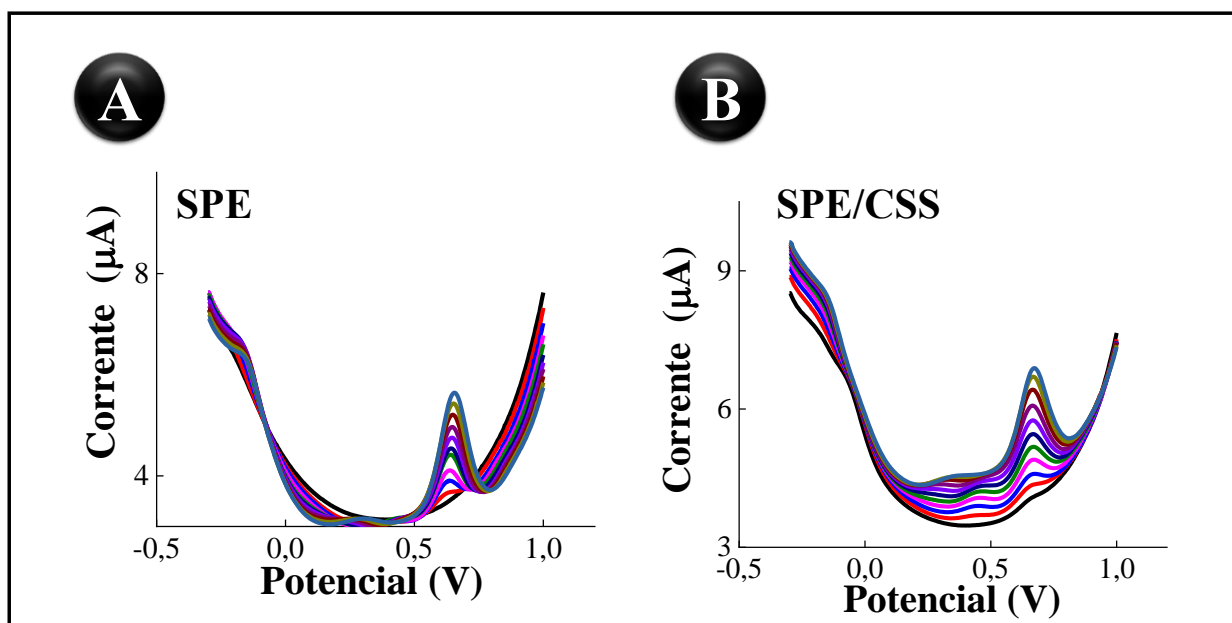 A
SPE
Corrente (µA)
8
4
-0,5 0,0 0,5 1,0
Potencial (V)
B
SPE/CSS
Corrente (µA)
9
6
3
-0,5 0,0 0,5 1,0
Potencial (V)